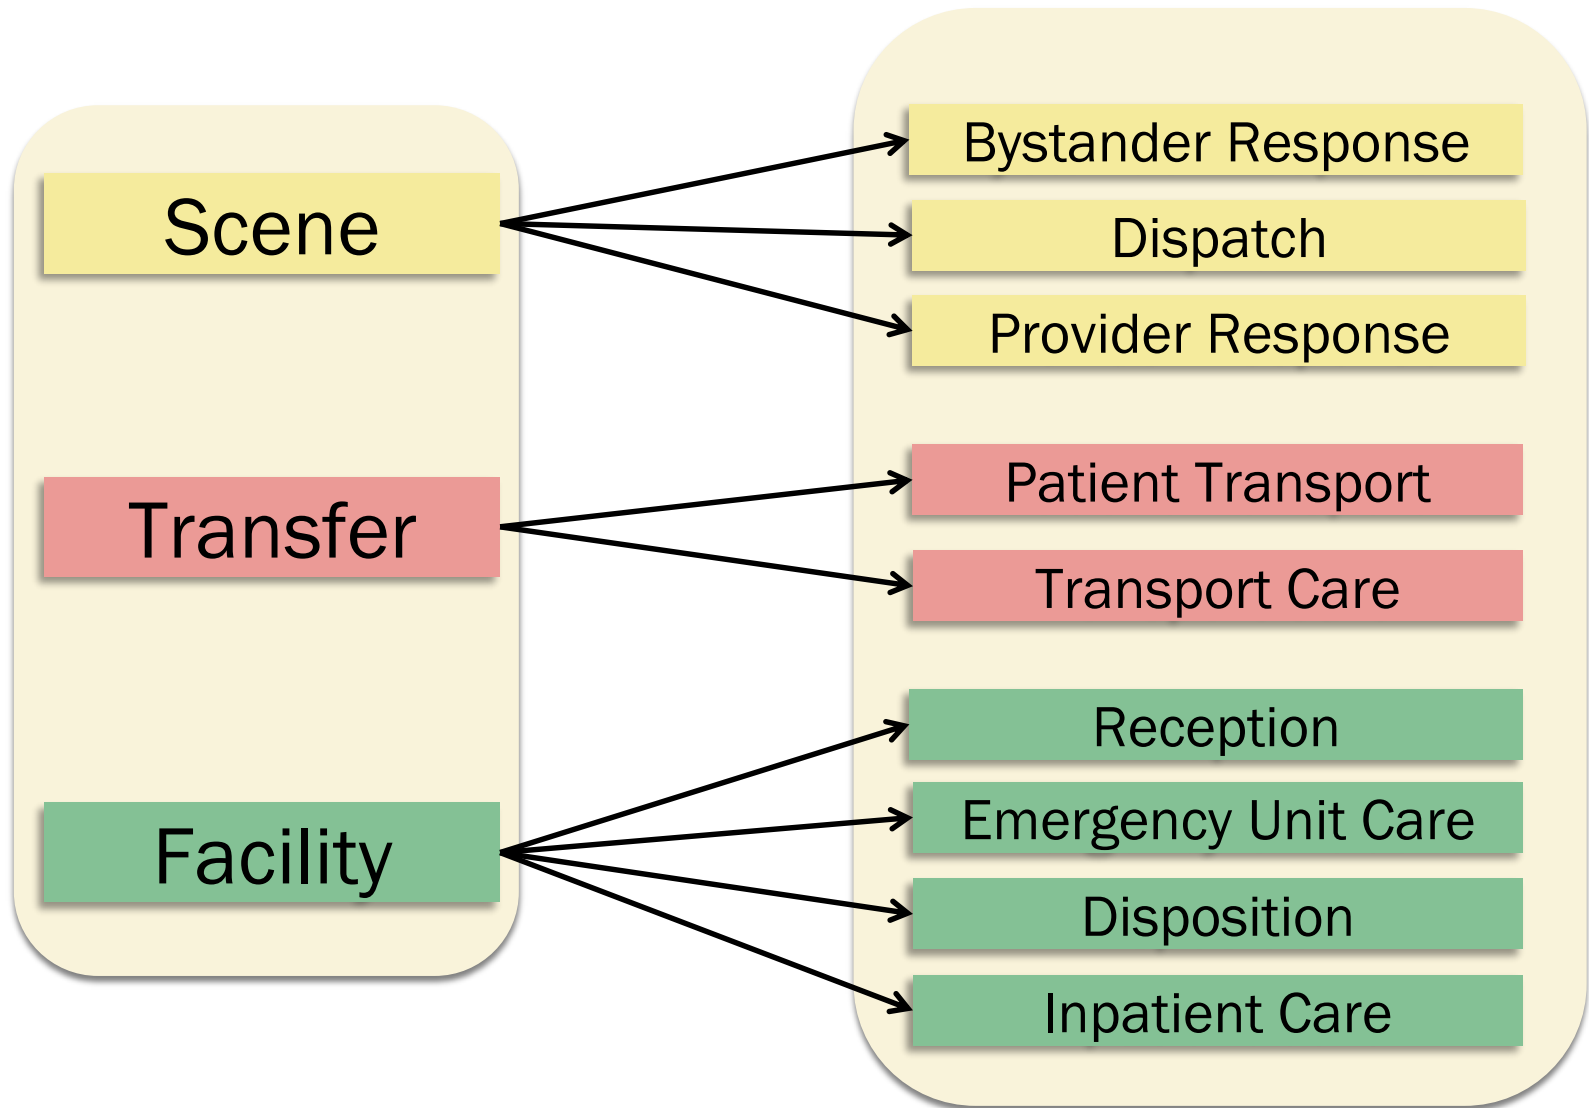 Scene
Transfer
Facility
Bystander Response
Dispatch
Provider Response
Patient Transport
Transport Care
Reception
Emergency Unit Care
Disposition
Inpatient Care